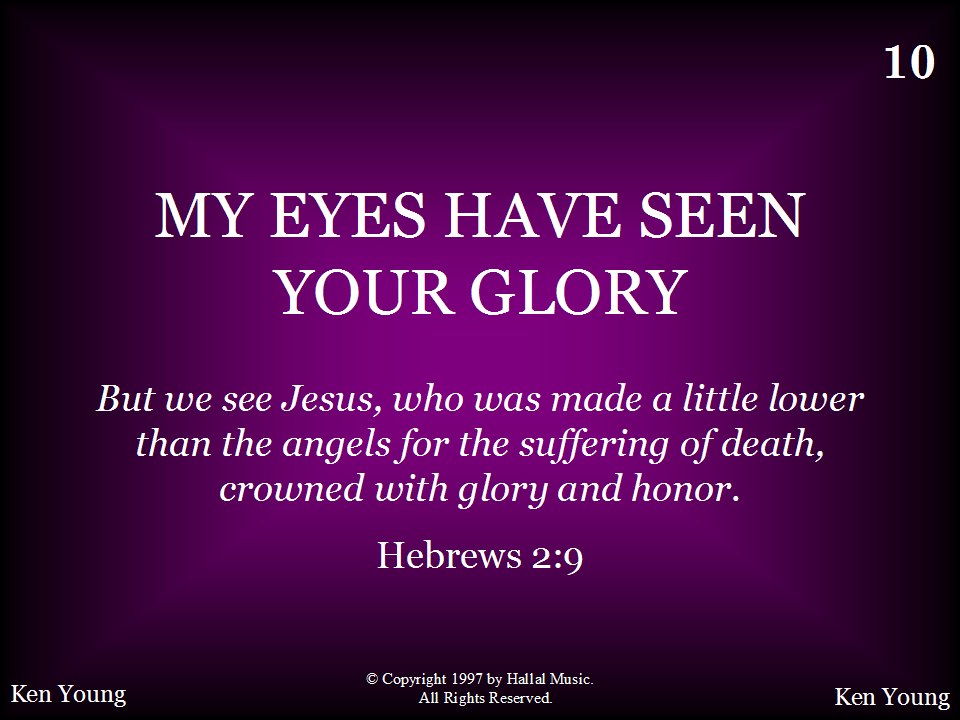 10
MY EYES HAVE SEEN
YOUR GLORY
But we see Jesus, who was made a little lower
than the angels for the suffering of death,
crowned with glory and honor.
Hebrews 2:9
Ken Young
© Copyright 1997 by Hallal Music.
All Rights Reserved.
Ken Young